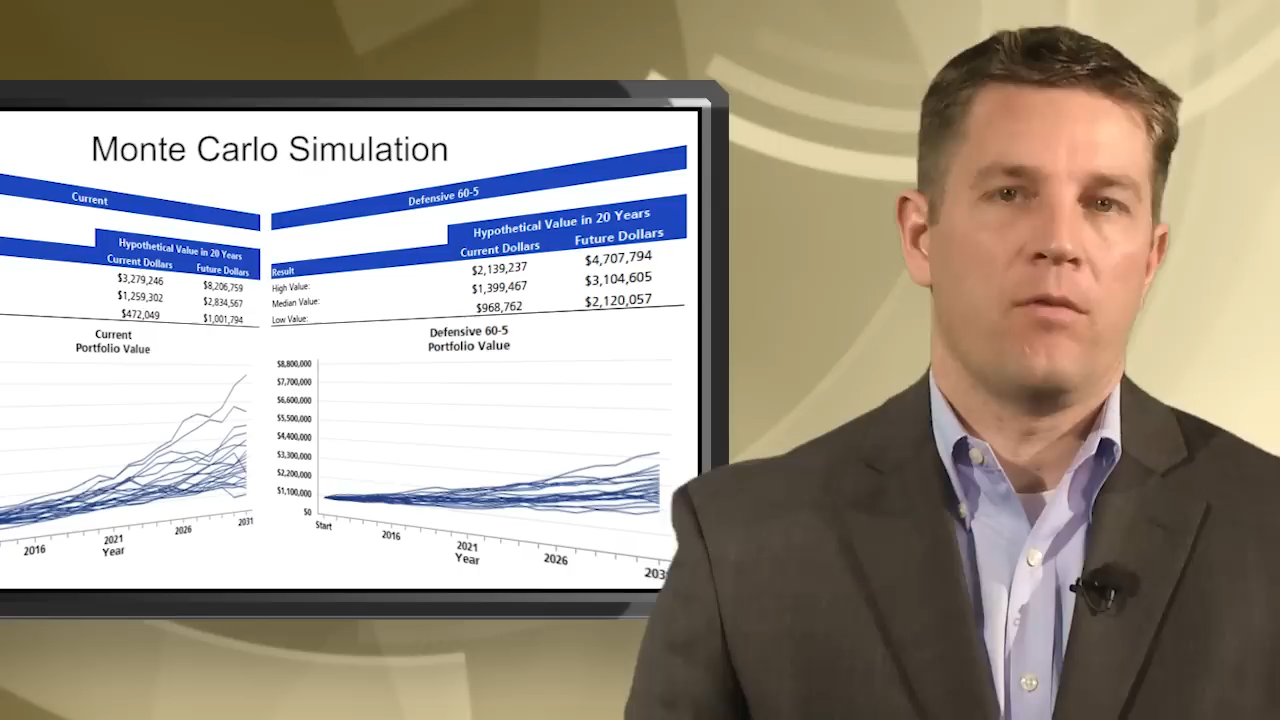 Monte Carlo Simulation
Current
Hypothetical Value in 20 Years
Current Dollars Future Dollars
$3,279,246 $8,206,759
$1,259,302 $2,834,567
$472,049 $1,001,794
Current
Portfolio Value
2016 2021 2026 2031
Year
Defensive 60-5
Hypothetical Value in 20 Years
Result Current Dollars Future Dollars
High Value: $2,139,237 $4,707,794
Median Value: $1,399,467 $3,104,605
Low Value: $968,762 $2,120,057
Defensive 60-5
Portfolio Value
$8,800,000
$7,700,000
$6,600,000
$5,500,000
$4,400,000
$3,300,000
$2,200,000
$1,100,000
$0
Start 2016 2021 2026
Year